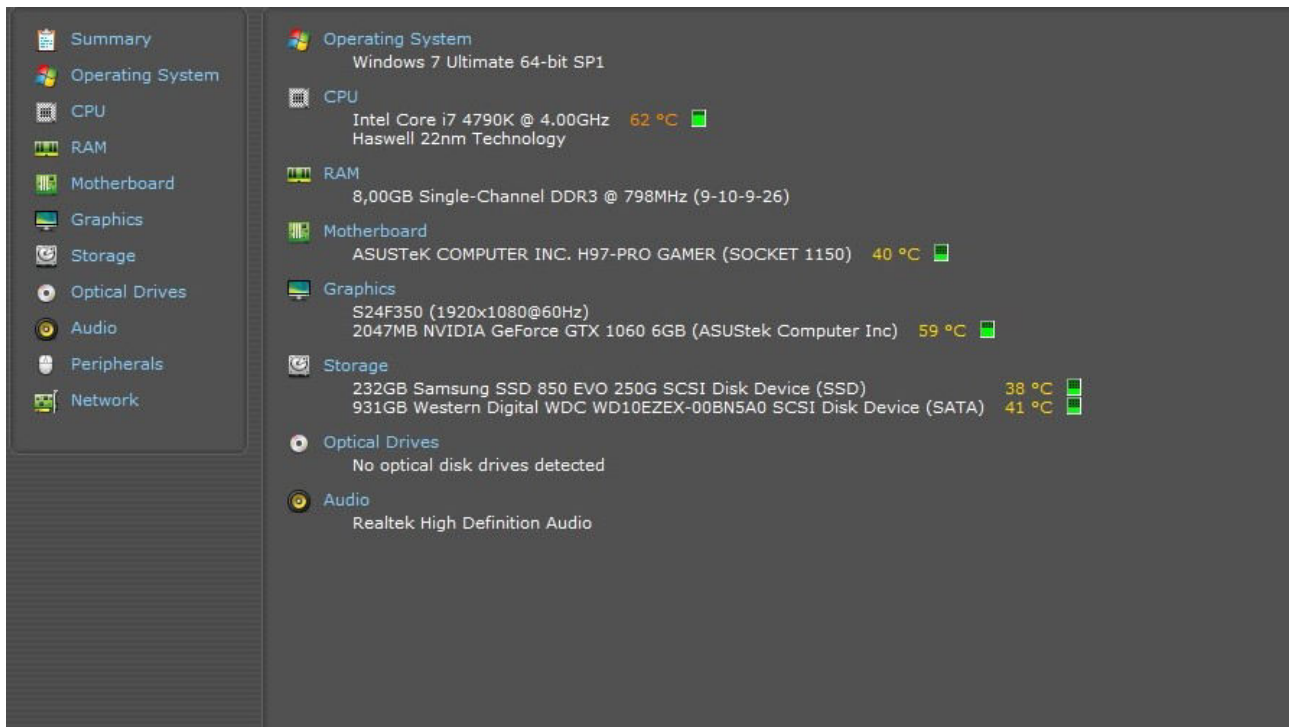 Summary
Operating System
CPU
RAM
Motherboard
Graphics
Storage
Optical Drives
Audio
Peripherals
Network
Operating System
Windows 7 Ultimate 64-bit SP1
CPU
Intel Core i7 4790K @ 4.00GHz 62 °C
Haswell 22nm Technology
RAM
8,00GB Single-Channel DDR3 @ 798MHz (9-10-9-26)
Motherboard
ASUSTeK COMPUTER INC. H97-PRO GAMER (SOCKET 1150) 40 °C
Graphics
S24F350 (1920x1080@60Hz)
2047MB NVIDIA GeForce GTX 1060 6GB (ASUStek Computer Inc) 59 °C
Storage
232GB Samsung SSD 850 EVO 250G SCSI Disk Device (SSD) 38 °C
931GB Western Digital WDC WD10EZEX-00BN5A0 SCSI Disk Device (SATA) 41 °C
Optical Drives
No optical disk drives detected
Audio
Realtek High Definition Audio